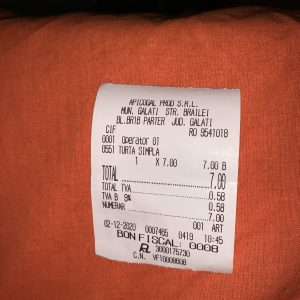 APICOGAL PROD S.R.L.
MUN. GALATI STR. BRAILEI
BL.BR1B PARTER JUD. GALATI
CIF RO 9541018
0001 Operator 01
0551 TURTA SIMPLA
1 X 7.00 7.00 B
TOTAL 7.00
TOTAL TVA 0.58
TVA B 9% 0.58
NUMERAR 7.00
001 ART
02-12-2020 0007465 0419 10:45
BON FISCAL: 0008
3000175730
C.N. VF10008608